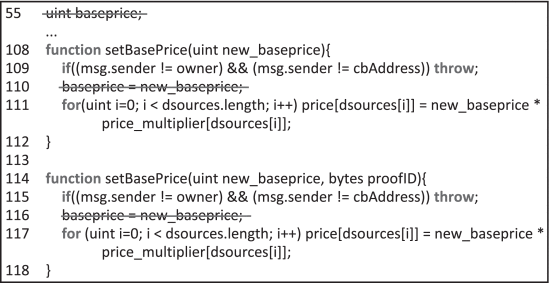 55 uint baseprice;
...
108 function setBasePrice(uint new_baseprice){
109 if((msg.sender != owner) && (msg.sender != cbAddress)) throw;
110 baseprice = new_baseprice;
111 for(uint i=0; i < dsources.length; i++) price[dsources[i]] = new_baseprice *
price_multiplier[dsources[i]];
112 }
113
114 function setBasePrice(uint new_baseprice, bytes proofID){
115 if((msg.sender != owner) && (msg.sender != cbAddress)) throw;
116 baseprice = new_baseprice;
117 for (uint i=0; i < dsources.length; i++) price[dsources[i]] = new_baseprice *
price_multiplier[dsources[i]];
118 }